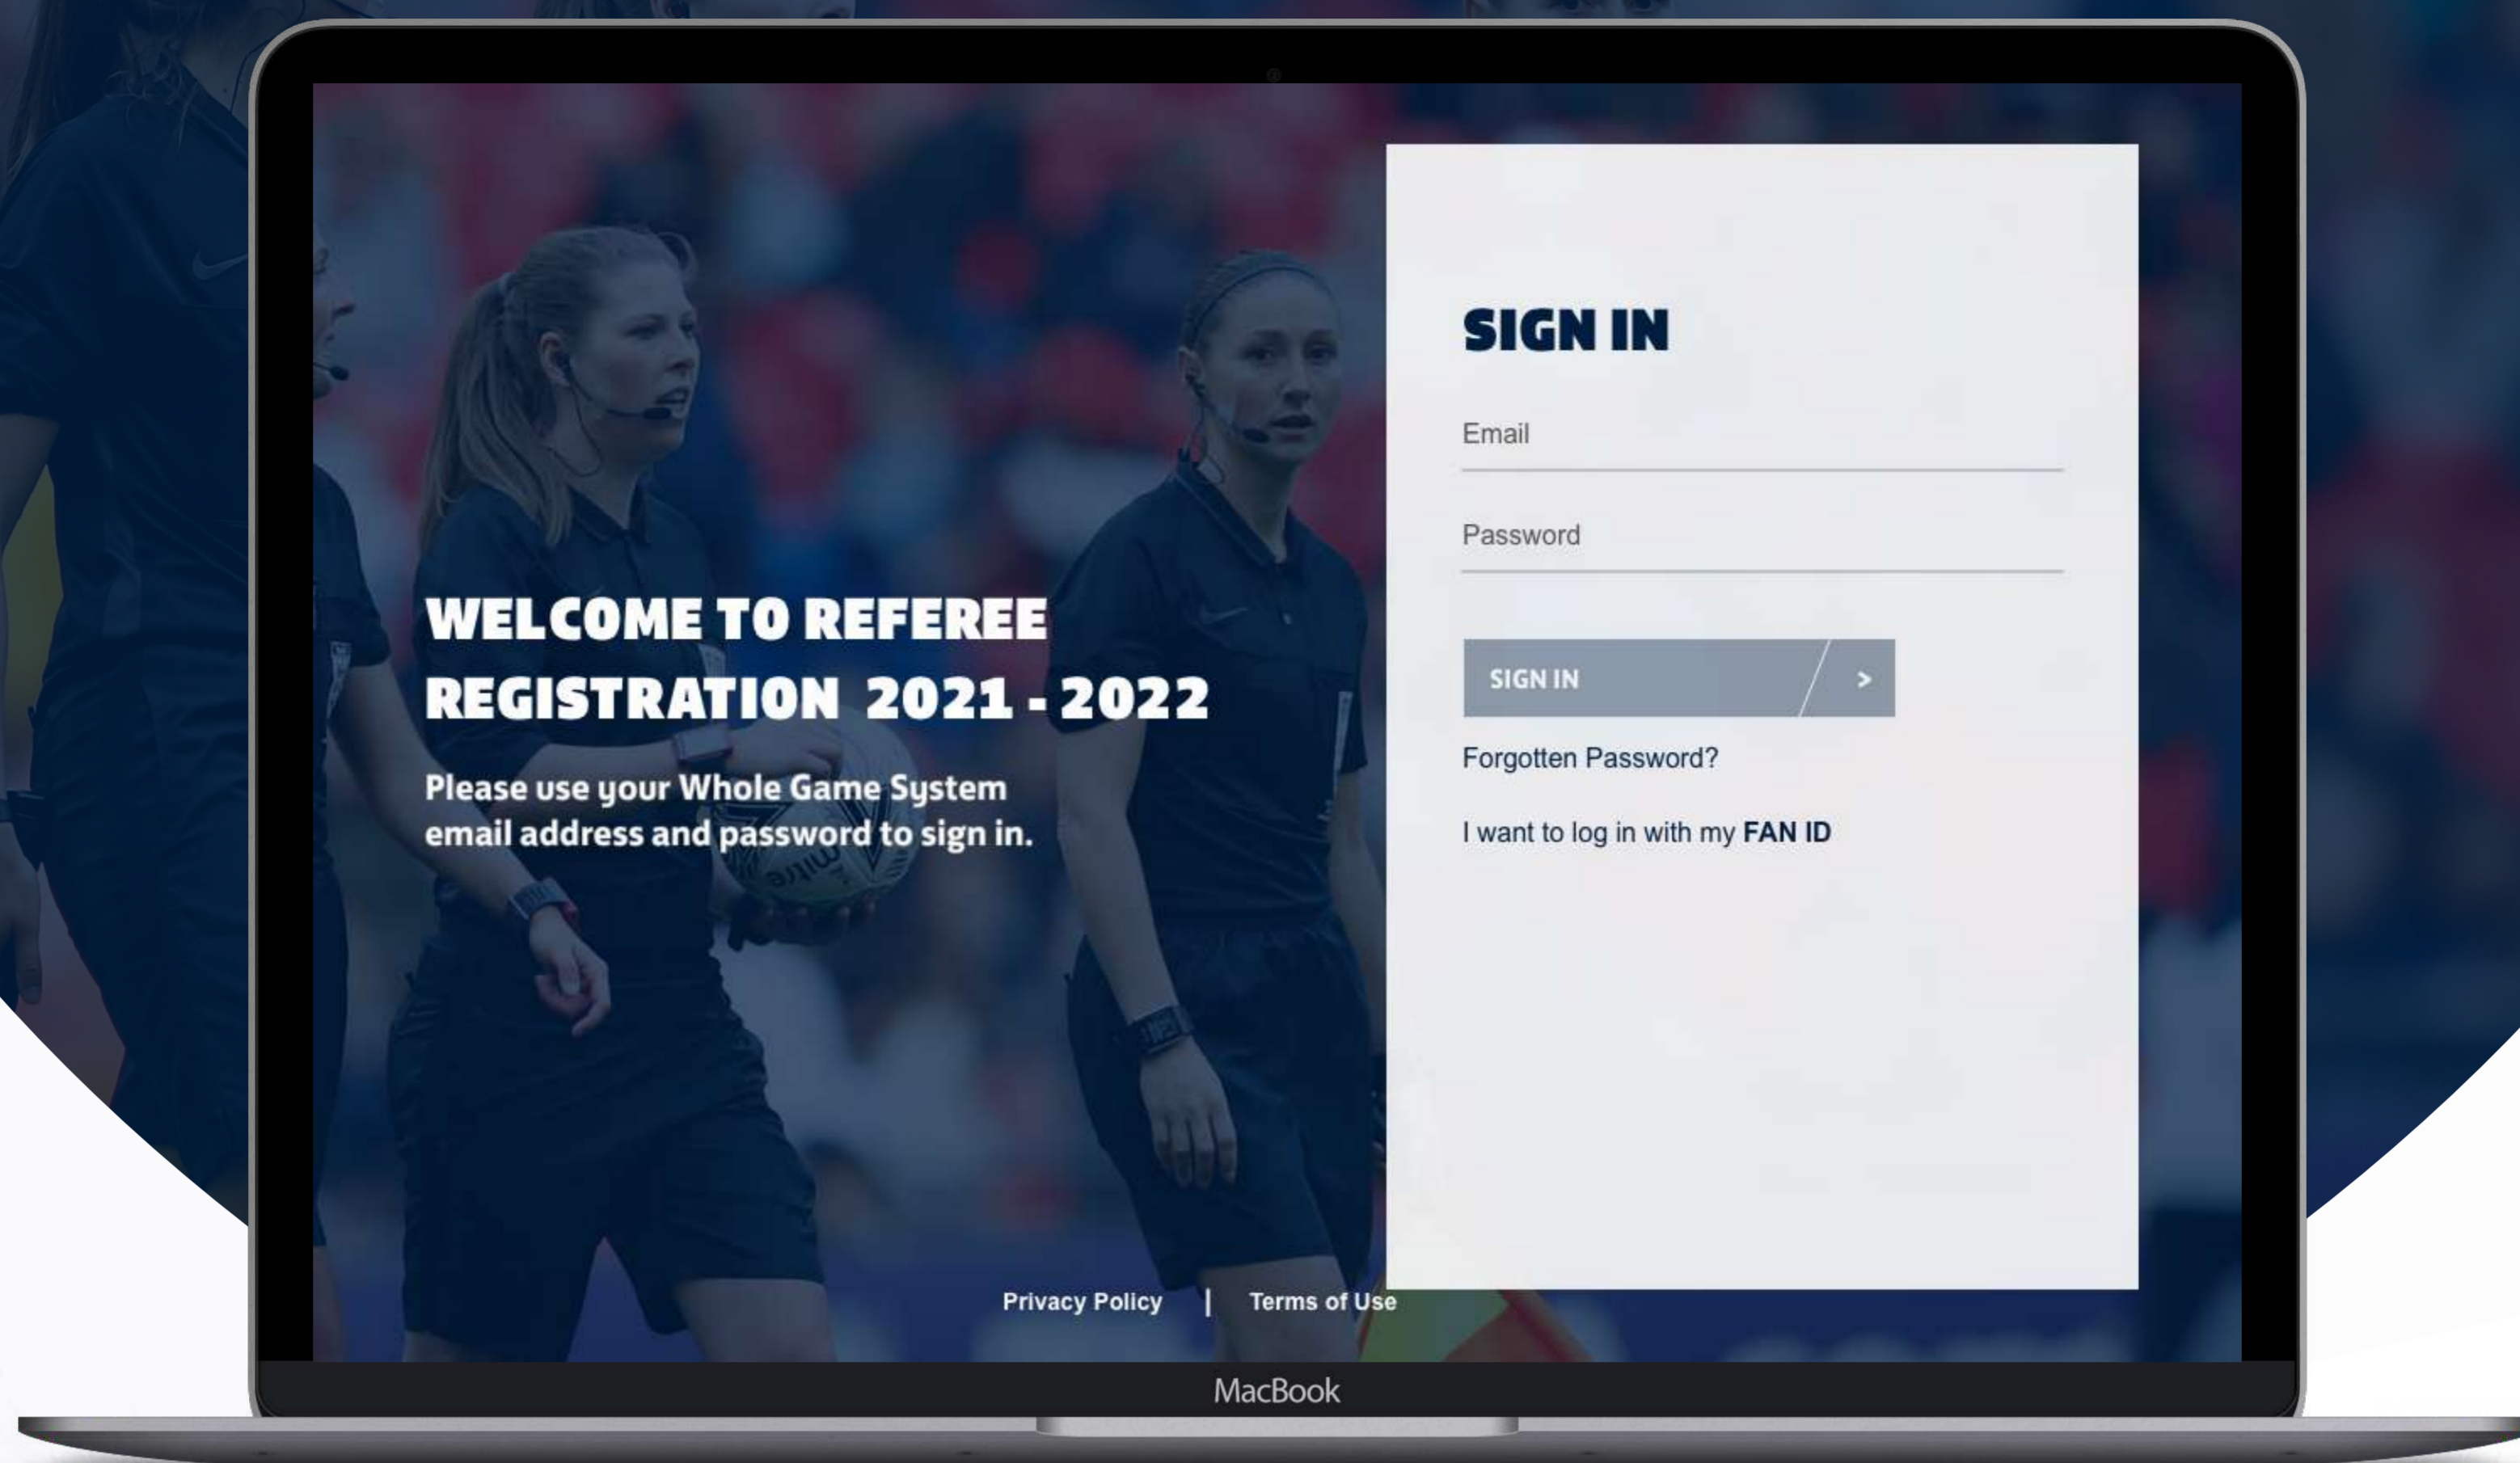 WELCOME TO REFEREE
REGISTRATION 2021 - 2022
Please use your Whole Game System
email address and password to sign in.
mitre
SIGN IN
Email
Password
SIGN IN >
Forgotten Password?
I want to log in with my FAN ID
Privacy Policy | Terms of Use
MacBook